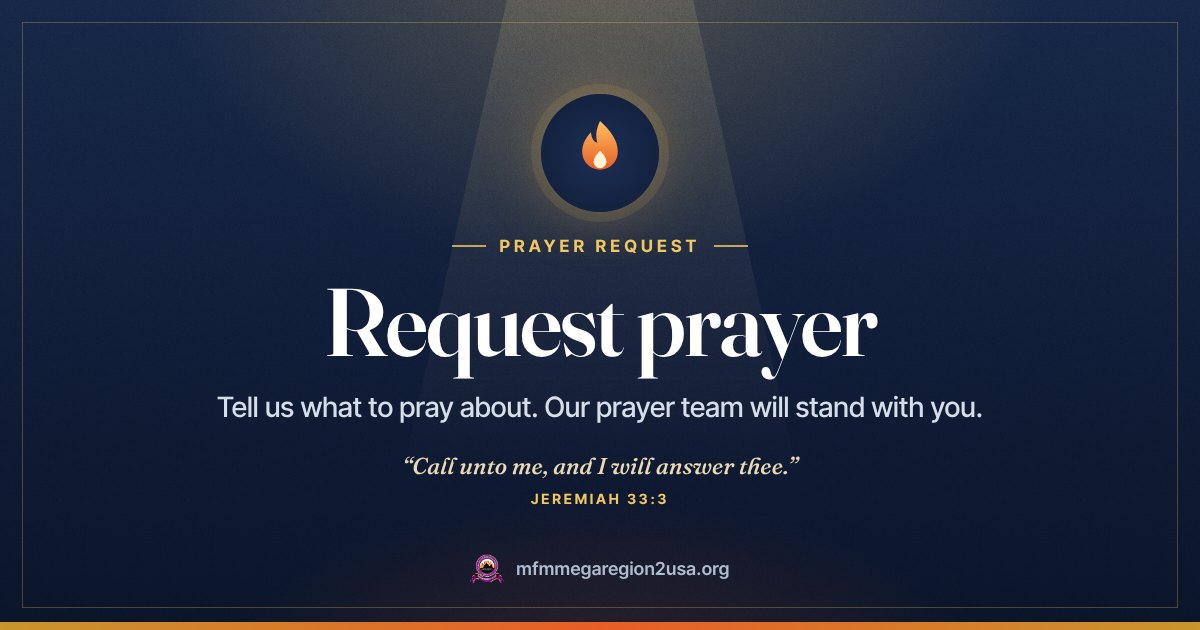 PRAYER REQUEST
Request prayer
Tell us what to pray about. Our prayer team will stand with you.
“Call unto me, and I will answer thee.”
JEREMIAH 33:3
mfmmegaregion2usa.org